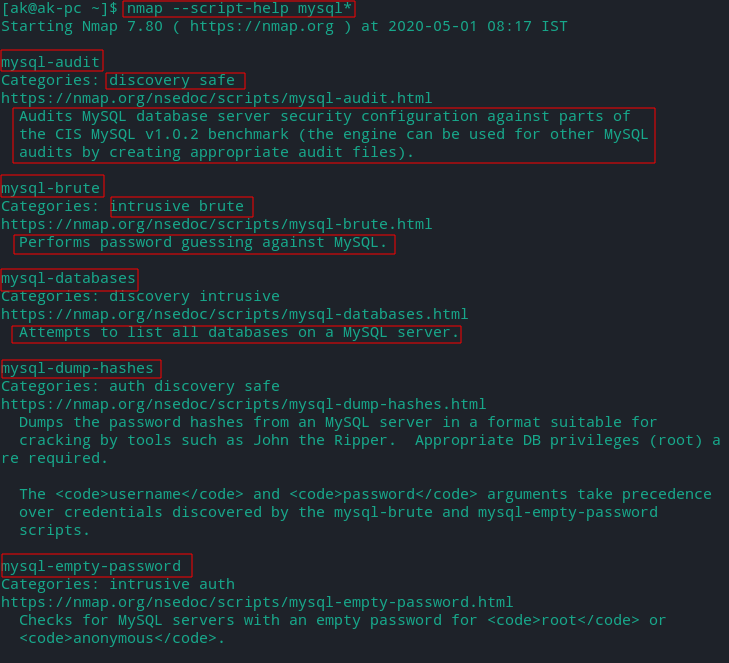 [ak@ak-pc ~]$ nmap --script-help mysql*
Starting Nmap 7.80 ( https://nmap.org ) at 2020-05-01 08:17 IST
mysql-audit
Categories: discovery safe
https://nmap.org/nsedoc/scripts/mysql-audit.html
Audits MySQL database server security configuration against parts of
the CIS MySQL v1.0.2 benchmark (the engine can be used for other MySQL
audits by creating appropriate audit files).
mysql-brute
Categories: intrusive brute
https://nmap.org/nsedoc/scripts/mysql-brute.html
Performs password guessing against MySQL.
mysql-databases
Categories: discovery intrusive
https://nmap.org/nsedoc/scripts/mysql-databases.html
Attempts to list all databases on a MySQL server.
mysql-dump-hashes
Categories: auth discovery safe
https://nmap.org/nsedoc/scripts/mysql-dump-hashes.html
Dumps the password hashes from an MySQL server in a format suitable for
cracking by tools such as John the Ripper.  Appropriate DB privileges (root) a
re required.
The <code>username</code> and <code>password</code> arguments take precedence
over credentials discovered by the mysql-brute and mysql-empty-password
scripts.
mysql-empty-password
Categories: intrusive auth
https://nmap.org/nsedoc/scripts/mysql-empty-password.html
Checks for MySQL servers with an empty password for <code>root</code> or
<code>anonymous</code>.